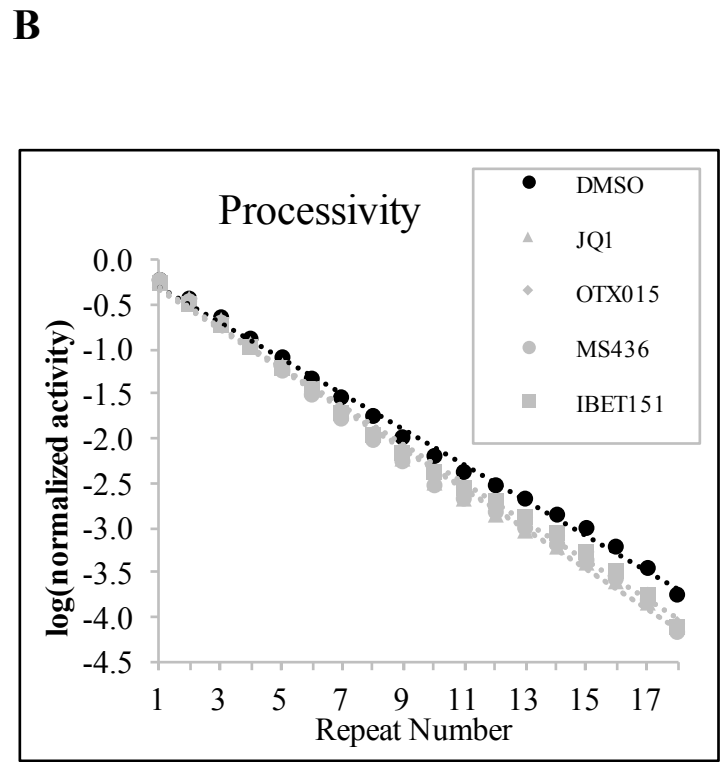 B
Processivity
DMSO
JQ1
OTX015
MS436
IBET151
0.0
-0.5
-1.0
-1.5
-2.0
-2.5
-3.0
-3.5
-4.0
-4.5
log(normalized activity)
1 3 5 7 9 11 13 15 17
Repeat Number